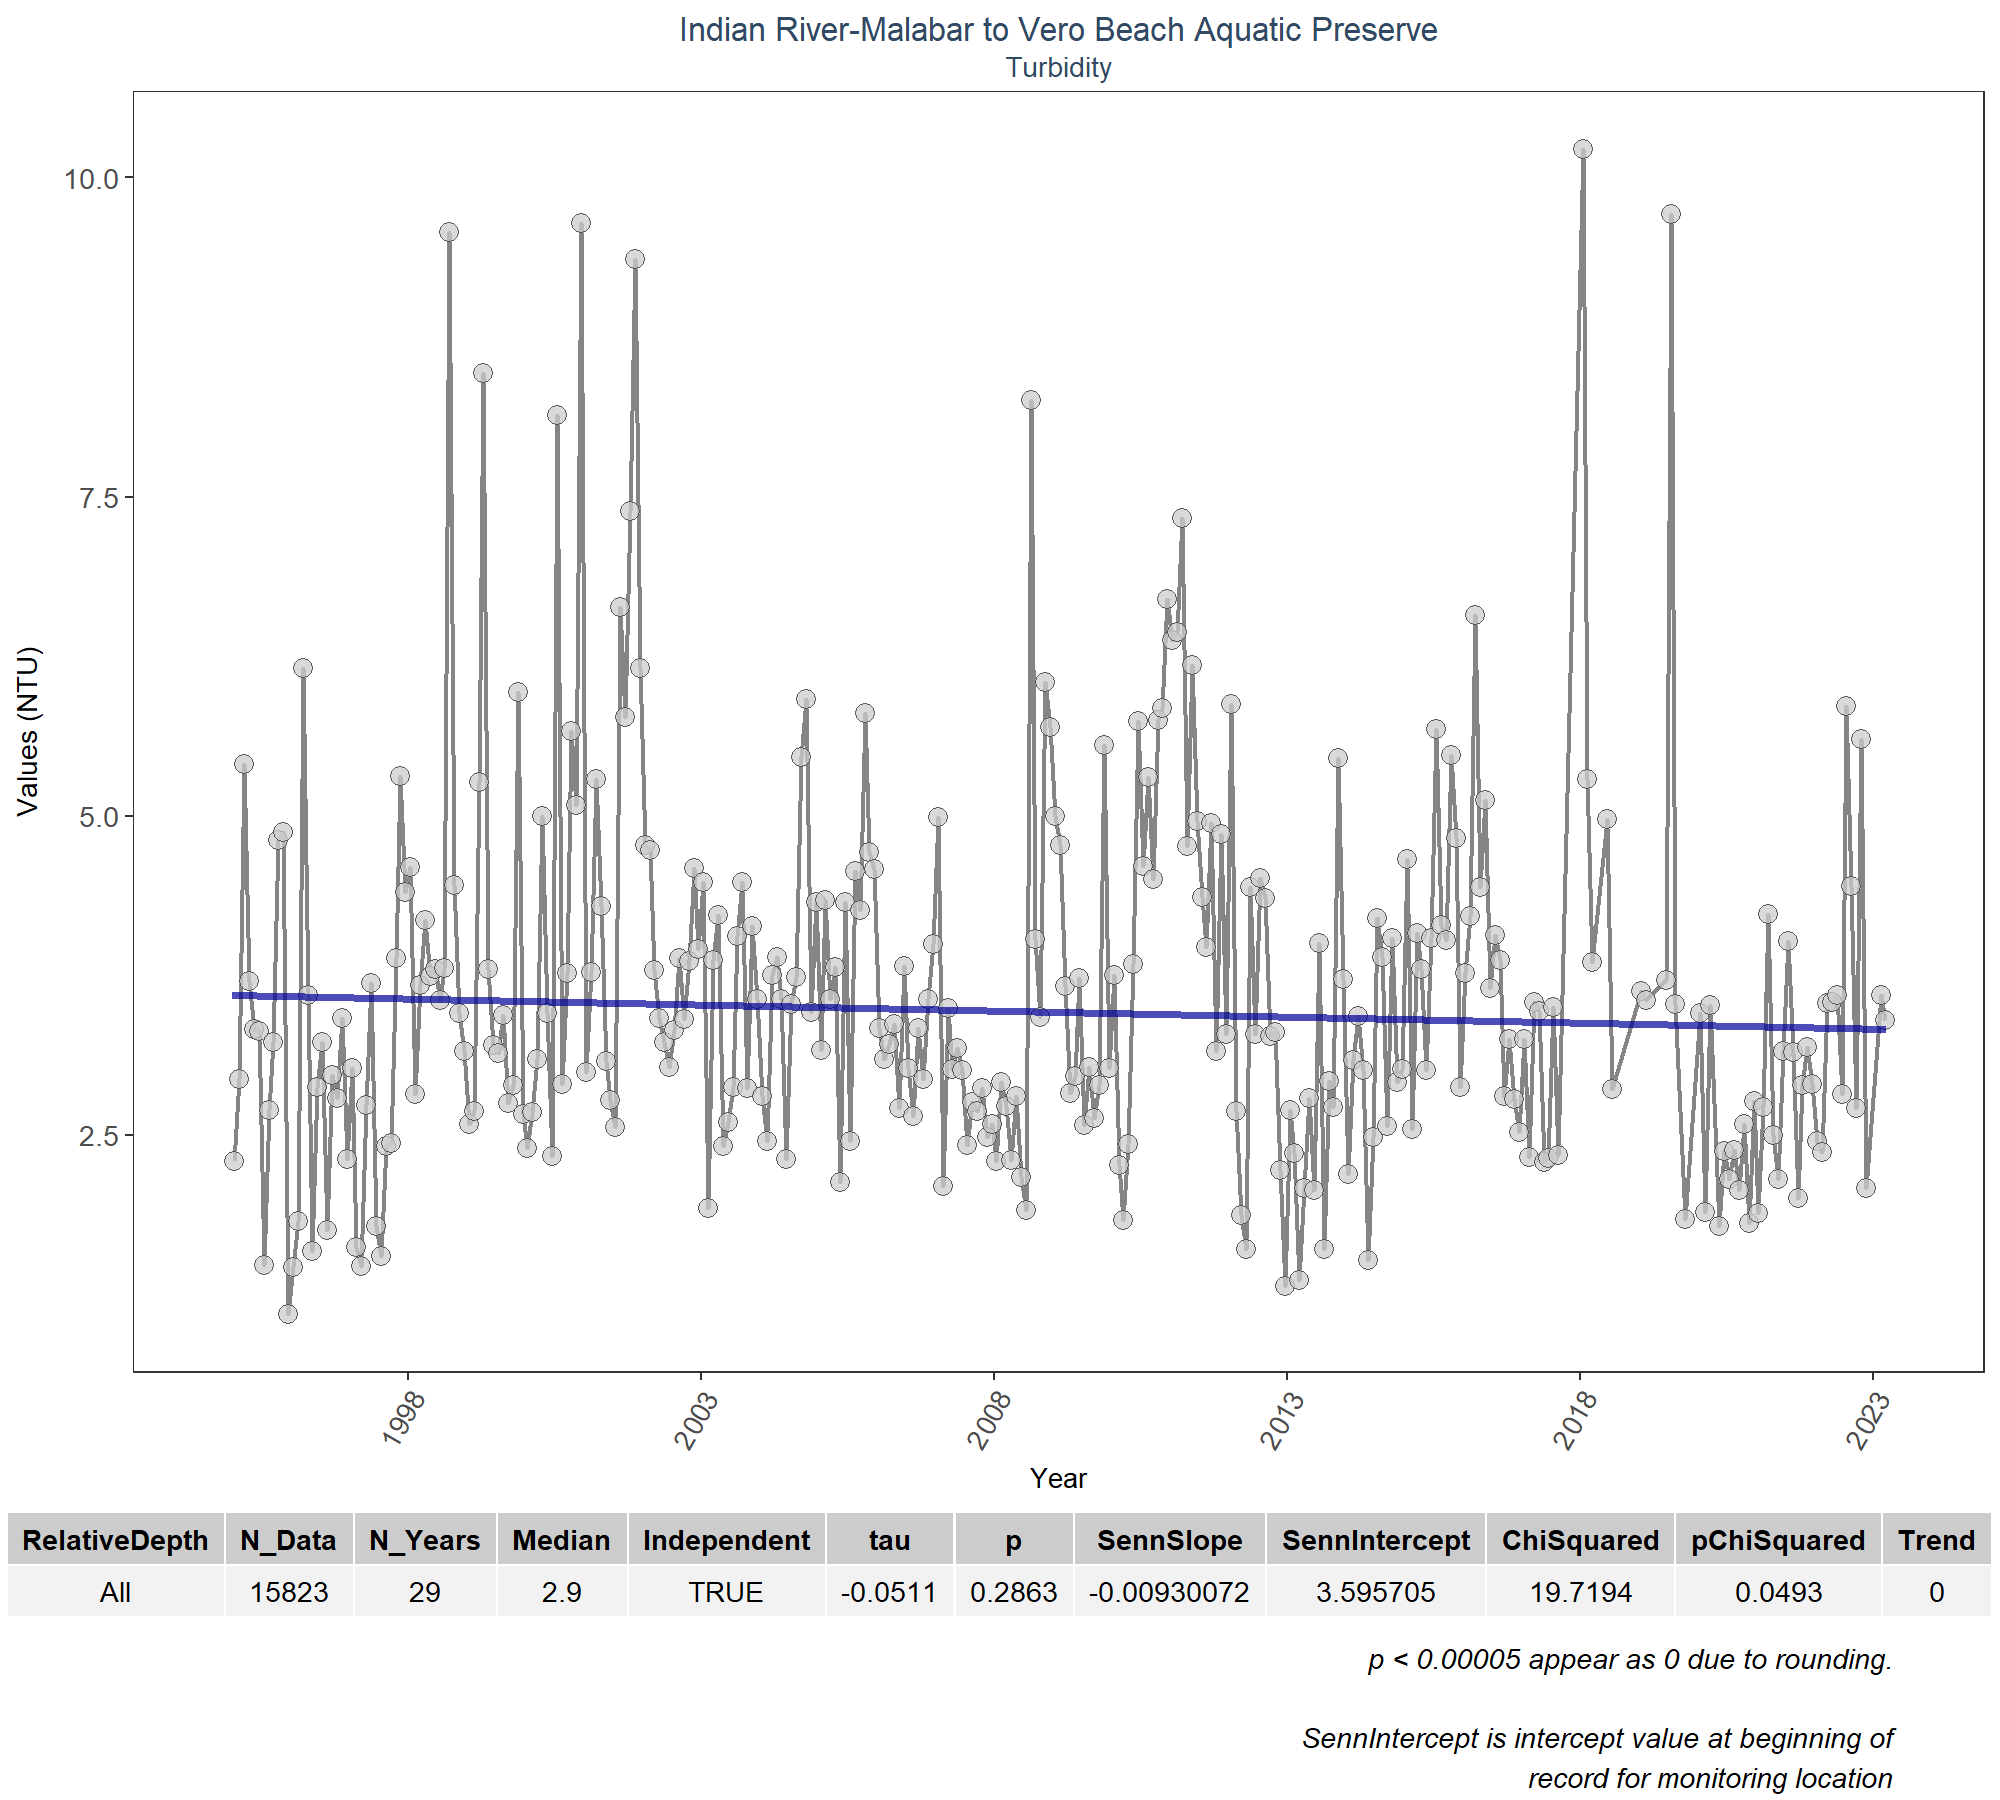 Indian River-Malabar to Vero Beach Aquatic Preserve
Turbidity
10.0
7.5
5.0
2.5
Values (NTU)
1998 2003 2008 2013 2018 2023
Year
RelativeDepth N_Data N_Years Median Independent tau p SennSlope SennIntercept ChiSquared pChiSquared Trend
All 15823 29 2.9 TRUE -0.0511 0.2863 -0.00930072 3.595705 19.7194 0.0493 0
p < 0.00005 appear as 0 due to rounding.
SennIntercept is intercept value at beginning of
record for monitoring location